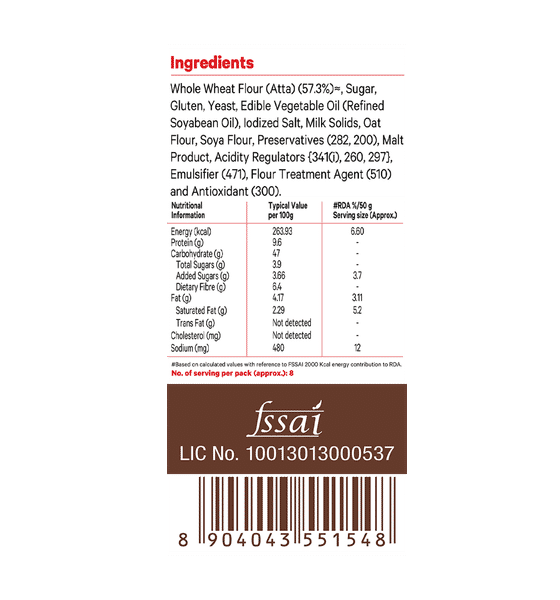 Ingredients
Whole Wheat Flour (Atta) (57.3%)≈, Sugar,
Gluten, Yeast, Edible Vegetable Oil (Refined
Soyabean Oil), Iodized Salt, Milk Solids, Oat
Flour, Soya Flour, Preservatives (282, 200), Malt
Product, Acidity Regulators {341(i), 260, 297},
Emulsifier (471), Flour Treatment Agent (510)
and Antioxidant (300).
Nutritional Information Typical Value per 100g #RDA %/50 g Serving size (Approx.)
Energy (kcal) 263.93 6.60
Protein (g) 9.6 -
Carbohydrate (g) 47 -
Total Sugars (g) 3.9 -
Added Sugars (g) 3.66 3.7
Dietary Fibre (g) 6.4 -
Fat (g) 4.17 3.11
Saturated Fat (g) 2.29 5.2
Trans Fat (g) Not detected -
Cholesterol (mg) Not detected -
Sodium (mg) 480 12
#Based on calculated values with reference to FSSAI 2000 Kcal energy contribution to RDA.
No. of serving per pack (approx.): 8
fssai
LIC No. 10013013000537
8 904043 551548